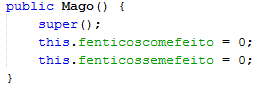 public Mago() {
super();
this.fenticoscomefeito = 0;
this.fenticossemefeito = 0;
}